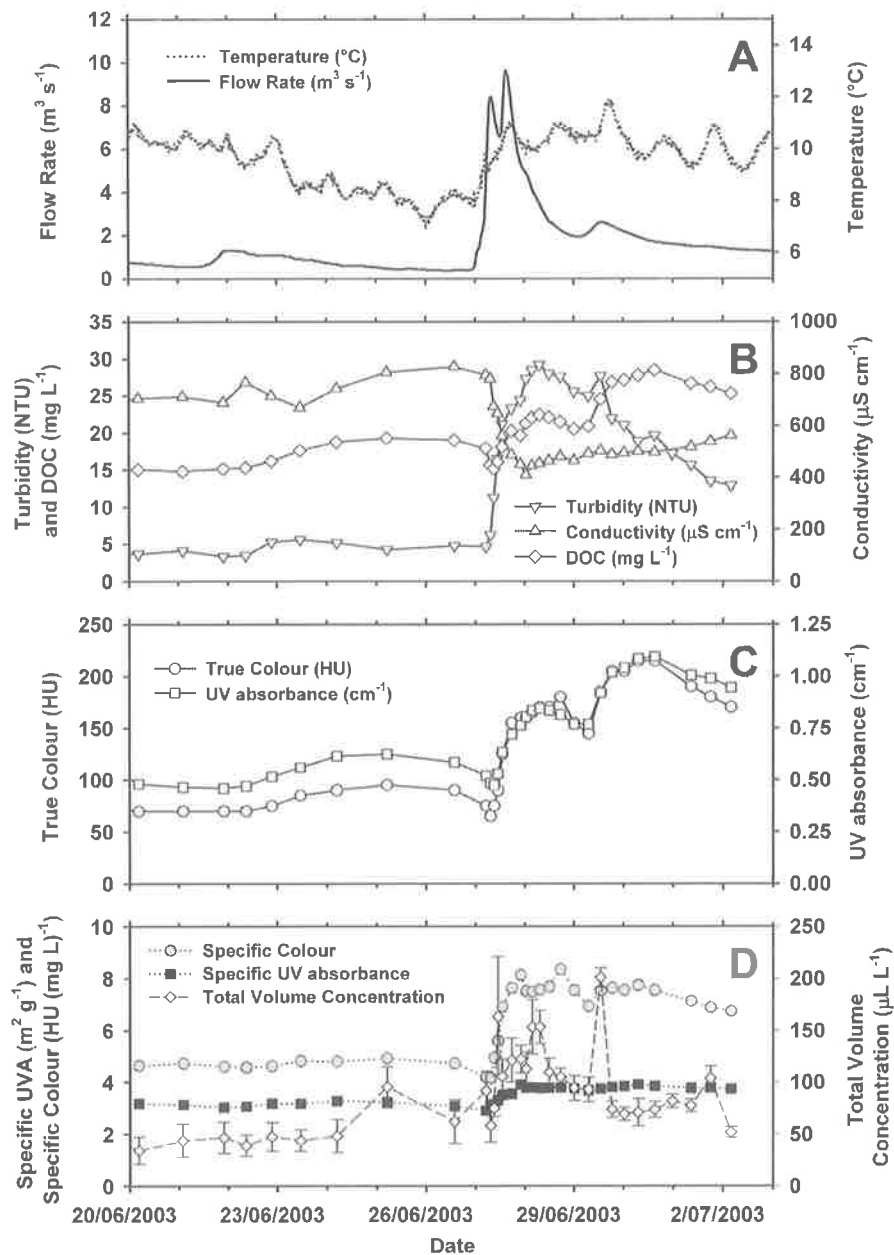 12
10
8
6
4
2
0
Flow Rate (m³ s⁻¹)
Temperature (°C)
Flow Rate (m³ s⁻¹)
A
14
12
10
8
6
Temperature (°C)
35
30
25
20
15
10
5
0
Turbidity (NTU)
and DOC (mg L⁻¹)
B
Turbidity (NTU)
Conductivity (μS cm⁻¹)
DOC (mg L⁻¹)
1000
800
600
400
200
0
Conductivity (μS cm⁻¹)
250
200
150
100
50
0
True Colour (HU)
True Colour (HU)
UV absorbance (cm⁻¹)
C
1.25
1.00
0.75
0.50
0.25
0.00
UV absorbance (cm⁻¹)
10
8
6
4
2
0
Specific UVA (m² g⁻¹) and
Specific Colour (HU (mg L)⁻¹)
Specific Colour
Specific UV absorbance
Total Volume Concentration
D
250
200
150
100
50
0
Total Volume
Concentration (μL L⁻¹)
20/06/2003
23/06/2003
26/06/2003
29/06/2003
2/07/2003
Date